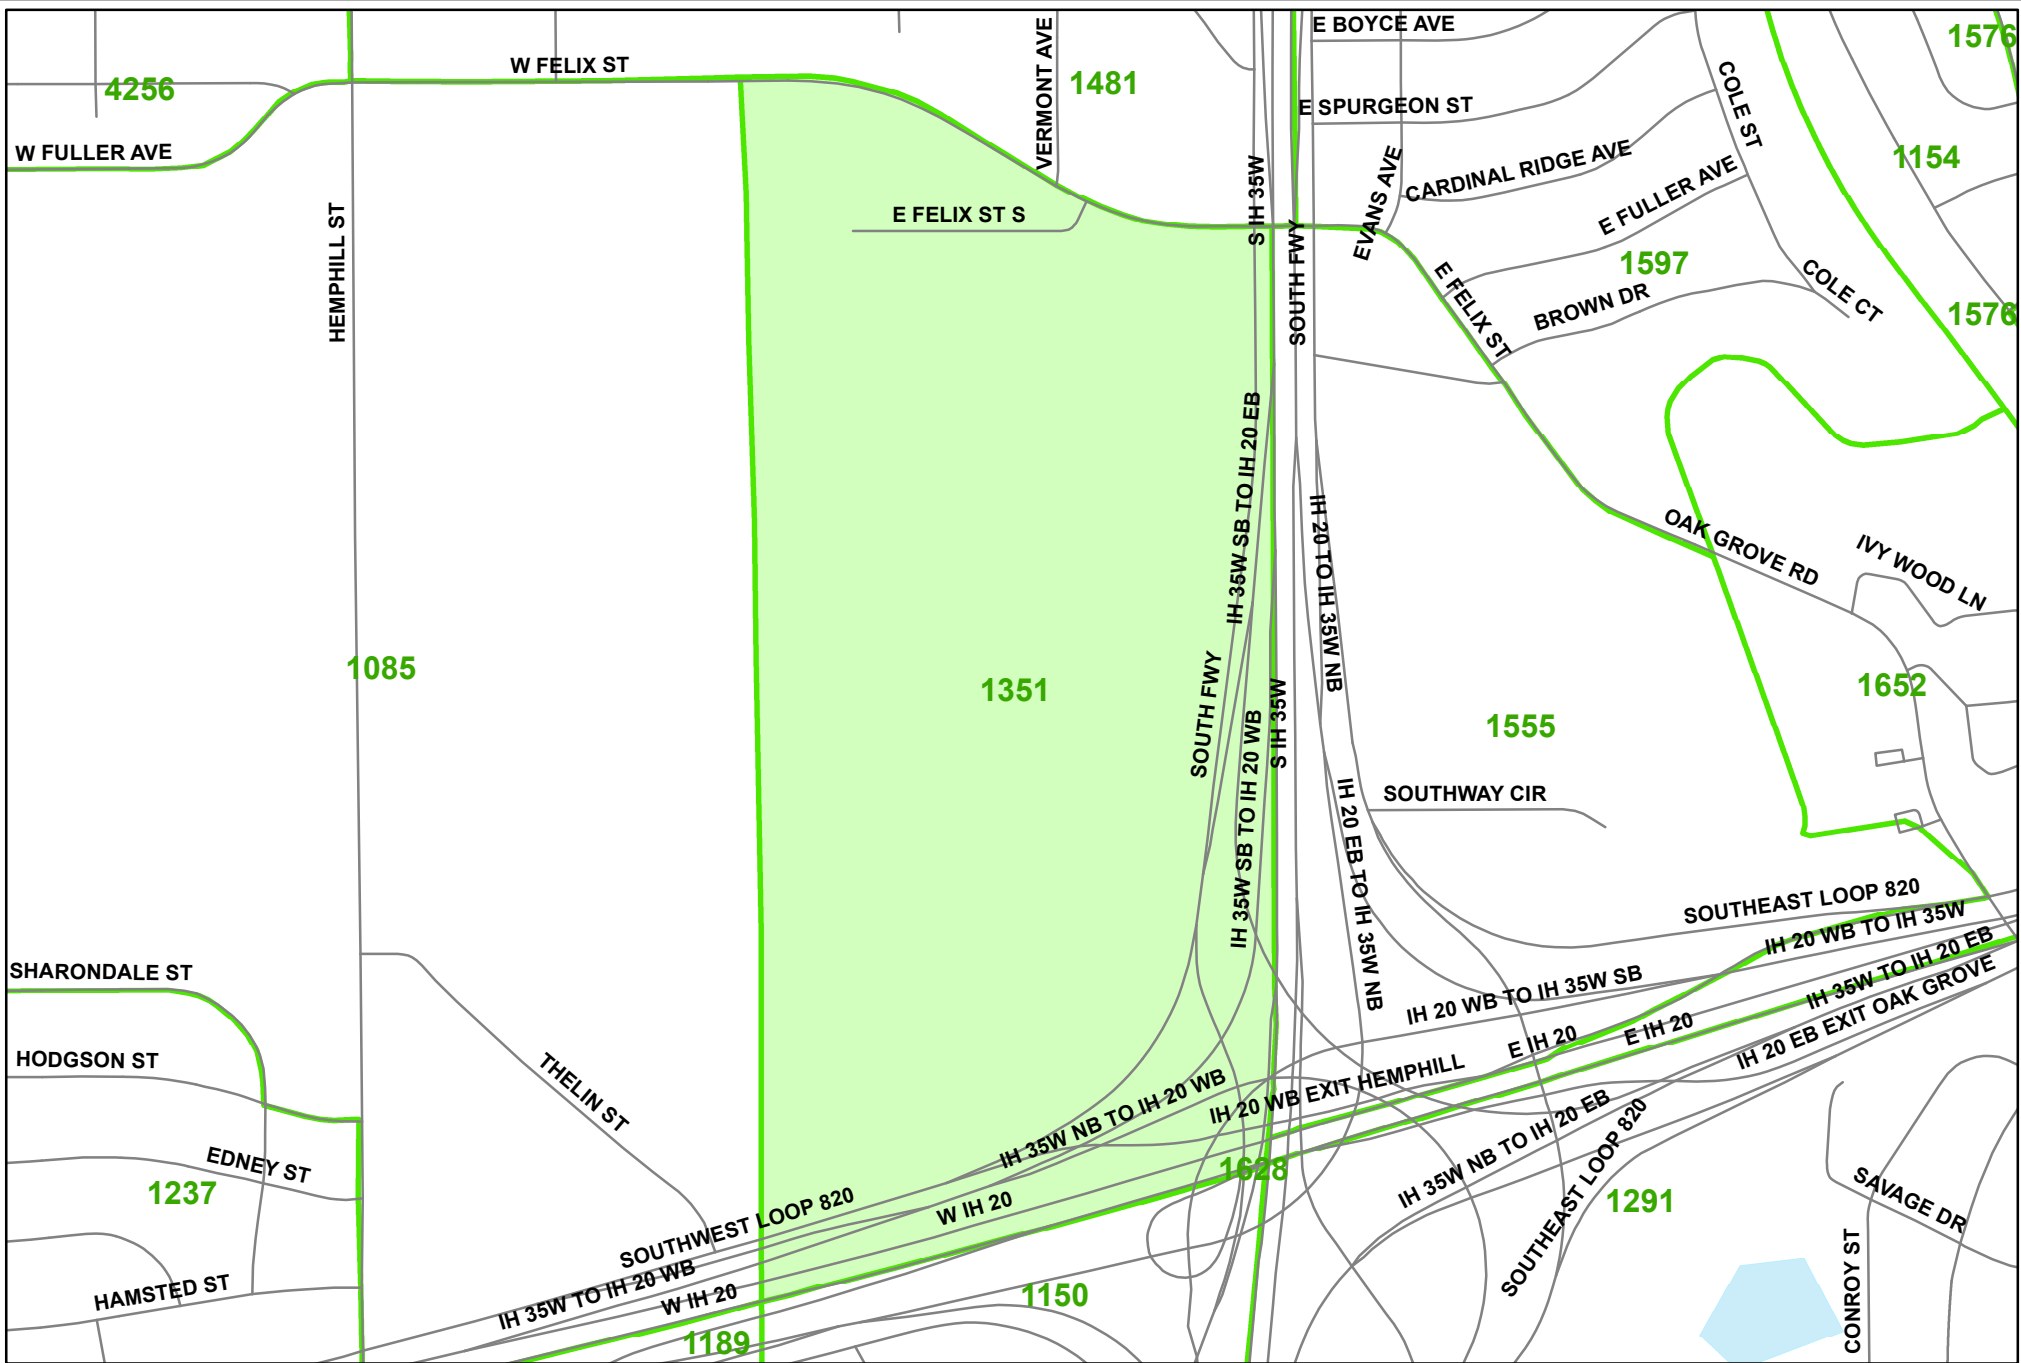 E BOYCE AVE
1576
W FELIX ST
VERMONT AVE
1481
4256
COLE ST
E SPURGEON ST
W FULLER AVE
1154
CARDINAL RIDGE AVE
EVANS AVE
E FULLER AVE
S IH 35W
E FELIX ST S
HEMPHILL ST
SOUTH FWY
1597
COLE CT
E FELIX ST
BROWN DR
1576
IH 35W SB TO IH 20 EB
IH 20 TO IH 35W NB
OAK GROVE RD
IVY WOOD LN
1085
1351
SOUTH FWY
S IH 35W
1652
1555
IH 35W SB TO IH 20 WB
SOUTHWAY CIR
IH 20 EB TO IH 35W NB
SOUTHEAST LOOP 820
IH 20 WB TO IH 35W
SHARONDALE ST
IH 35W TO IH 20 EB
IH 20 WB TO IH 35W SB
IH 20 EB EXIT OAK GROVE
E IH 20
E IH 20
HODGSON ST
THELIN ST
IH 20 WB EXIT HEMPHILL
IH 35W NB TO IH 20 WB
IH 35W NB TO IH 20 EB
EDNEY ST
1628
1237
SOUTHEAST LOOP 820
1291
SAVAGE DR
W IH 20
SOUTHWEST LOOP 820
HAMSTED ST
IH 35W TO IH 20 WB
W IH 20
1150
CONROY ST
1189